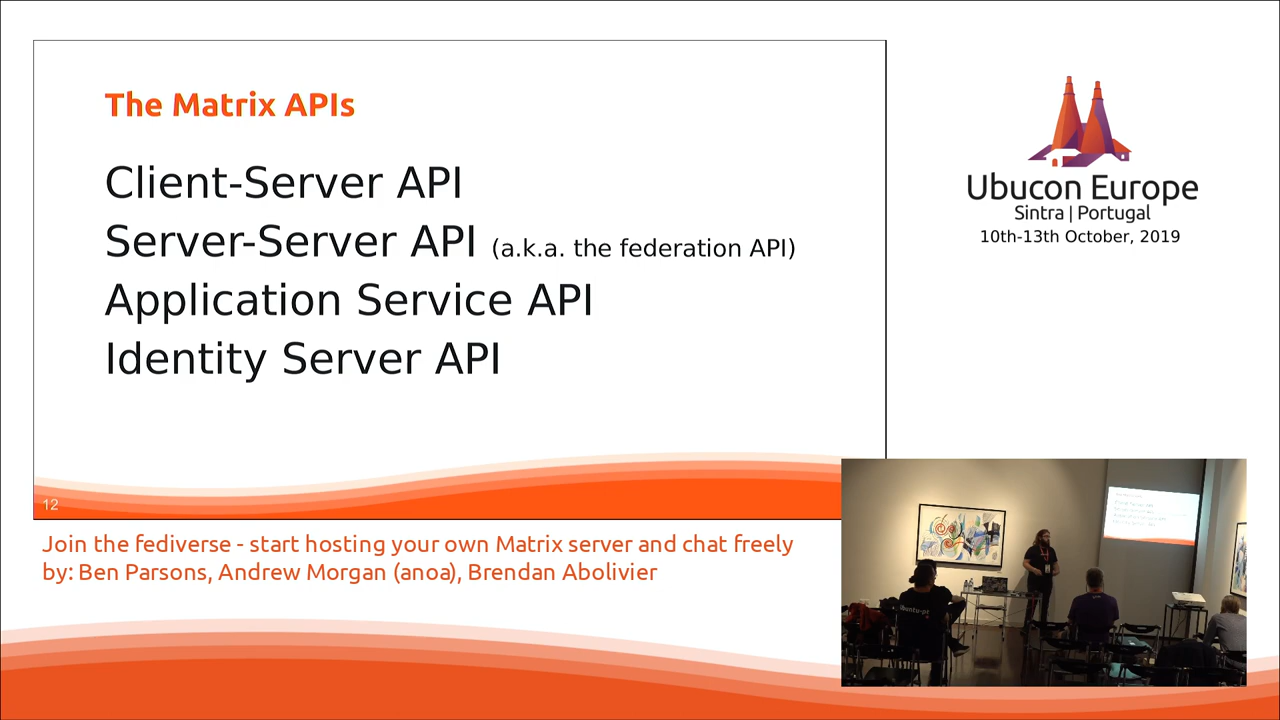 The Matrix APIs
Client-Server API
Server-Server API (a.k.a. the federation API)
Application Service API
Identity Server API
12
Ubucon Europe
Sintra | Portugal
10th-13th October, 2019
Join the fediverse - start hosting your own Matrix server and chat freely
by: Ben Parsons, Andrew Morgan (anoa), Brendan Abolivier
ubuntu-pt